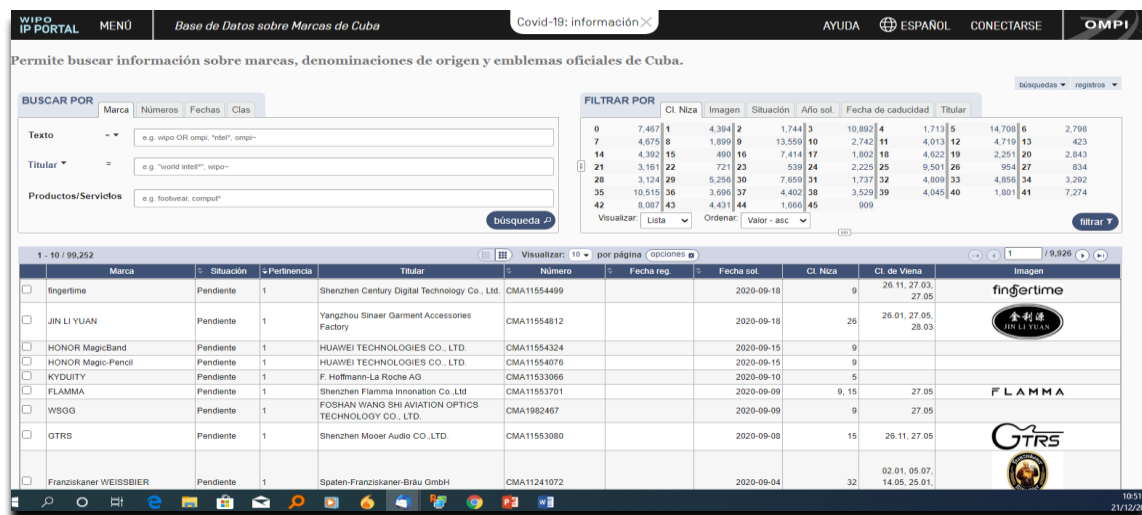 WIPO IP PORTAL MENÚ Base de Datos sobre Marcas de Cuba Covid-19: información AYUDA ESPAÑOL CONECTARSE OMPI
Permite buscar información sobre marcas, denominaciones de origen y emblemas oficiales de Cuba.
búsquedas registros
BUSCAR POR Marca Números Fechas Clas
Texto = e.g. wipo OR ompi, *ntel*, ompi~
Titular = e.g. "world intell*", wipo~
Productos/Servicios e.g. footwear, comput*
búsqueda
FILTRAR POR Cl. Niza Imagen Situación Año sol. Fecha de caducidad Titular
0 7,467 1 4,394 2 1,744 3 10,892 4 1,713 5 14,708 6 2,798
7 4,675 8 1,899 9 13,559 10 2,742 11 4,013 12 4,719 13 423
14 4,392 15 490 16 7,414 17 1,802 18 4,622 19 2,251 20 2,843
21 3,161 22 721 23 539 24 2,225 25 9,501 26 954 27 834
28 3,124 29 5,256 30 7,659 31 1,737 32 4,809 33 4,856 34 3,292
35 10,515 36 3,696 37 4,402 38 3,529 39 4,045 40 1,801 41 7,274
42 8,087 43 4,431 44 1,666 45 909
Visualizar: Lista Ordenar: Valor - asc
filtrar
1 - 10 / 99,252 Visualizar: 10 por página opciones 1 / 9,926
Marca Situación Pertinencia Titular Número Fecha reg. Fecha sol. Cl. Niza Cl. de Viena Imagen
fingertime Pendiente 1 Shenzhen Century Digital Technology Co., Ltd. CMA11554499 2020-09-18 9 26.11, 27.03, 27.05 fingertime
JIN LI YUAN Pendiente 1 Yangzhou Sinaer Garment Accessories Factory CMA11554812 2020-09-18 26 26.01, 27.05, 28.03 金利源 JIN LI YUAN
HONOR MagicBand Pendiente 1 HUAWEI TECHNOLOGIES CO., LTD. CMA11554324 2020-09-15 9
HONOR Magic-Pencil Pendiente 1 HUAWEI TECHNOLOGIES CO., LTD. CMA11554076 2020-09-15 9
KYDUITY Pendiente 1 F. Hoffmann-La Roche AG CMA11533066 2020-09-10 5
FLAMMA Pendiente 1 Shenzhen Flamma Innonation Co.,Ltd CMA11553701 2020-09-09 9, 15 27.05 FLAMMA
WSGG Pendiente 1 FOSHAN WANG SHI AVIATION OPTICS TECHNOLOGY CO., LTD. CMA1982467 2020-09-09 9 27.05
GTRS Pendiente 1 Shenzhen Mooer Audio CO.,LTD. CMA11553080 2020-09-08 15 26.11, 27.05 GTRS
Franziskaner WEISSBIER Pendiente 1 Spaten-Franziskaner-Bräu GmbH CMA11241072 2020-09-04 32 02.01, 05.07, 14.05, 25.01,
10:51
21/12/2